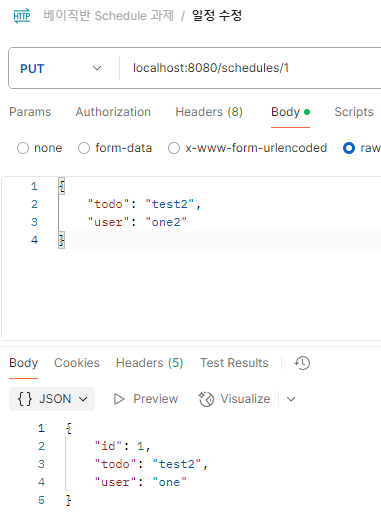 HTTP 베이직반 Schedule 과제 / 일정 수정
PUT localhost:8080/schedules/1
Params Authorization Headers (8) Body Scripts
none form-data x-www-form-urlencoded raw
1 {
2 "todo": "test2",
3 "user": "one2"
4 }
Body Cookies Headers (5) Test Results
{} JSON Preview Visualize
1 {
2 "id": 1,
3 "todo": "test2",
4 "user": "one"
5 }